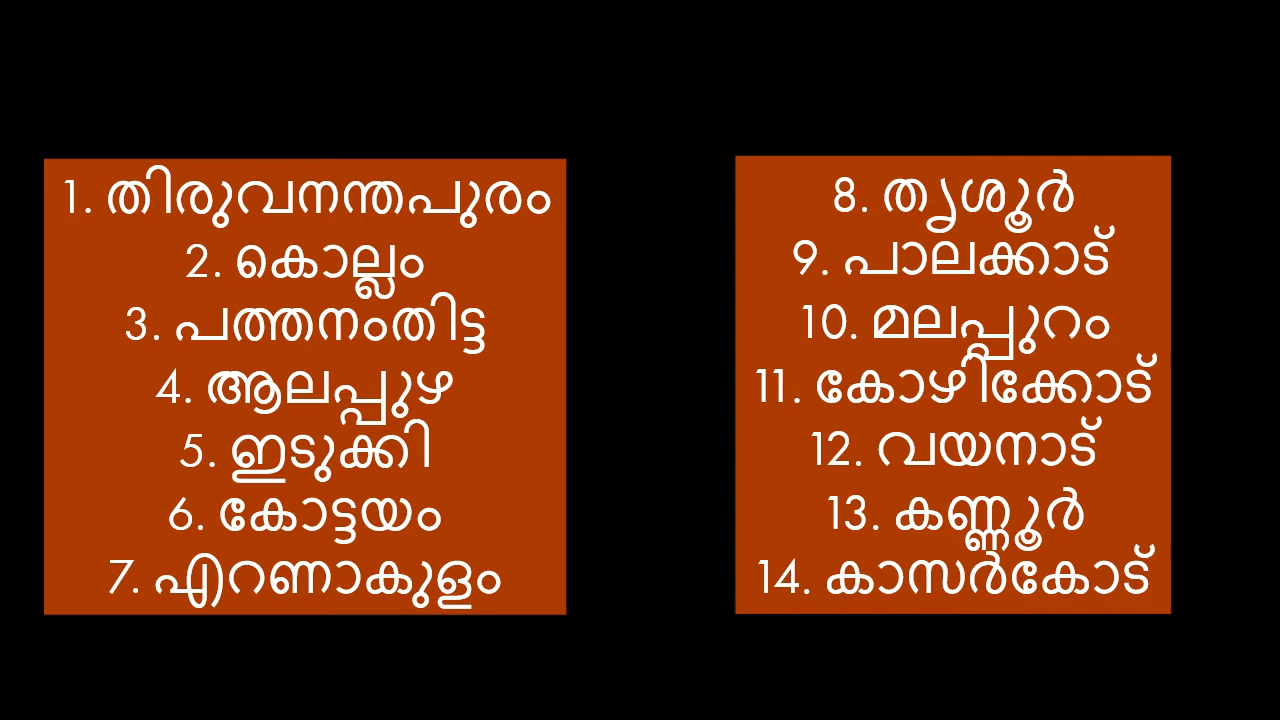 1. തിരുവനന്തപുരം
2. കൊല്ലം
3. പത്തനംതിട്ട
4. ആലപ്പുഴ
5. ഇടുക്കി
6. കോട്ടയം
7. എറണാകുളം
8. തൃശൂർ
9. പാലക്കാട്
10. മലപ്പുറം
11. കോഴിക്കോട്
12. വയനാട്
13. കണ്ണൂർ
14. കാസർകോട്